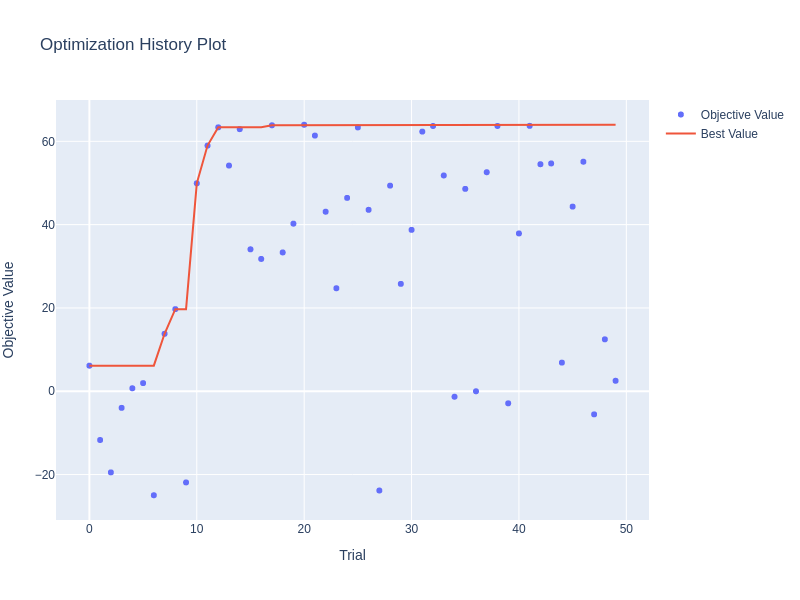 Optimization History Plot
Objective Value
Best Value
60
40
20
0
−20
0
10
20
30
40
50
Trial
Objective Value